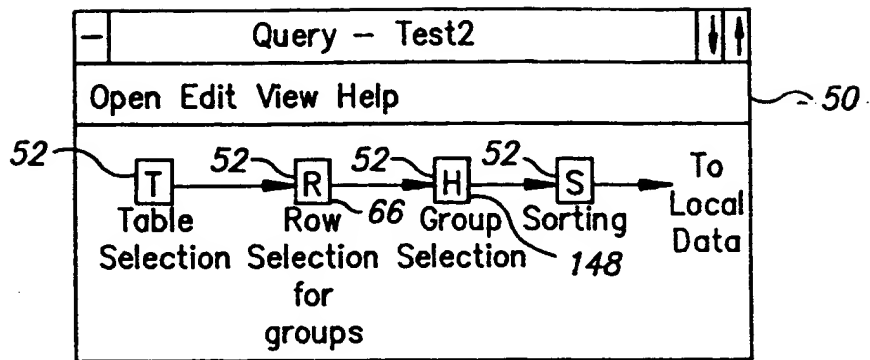 Query – Test2
Open Edit View Help
50
52 52 52 52
T R H S To
Table Row 66 Group Sorting Local
Selection Selection Selection 148 Data
for
groups